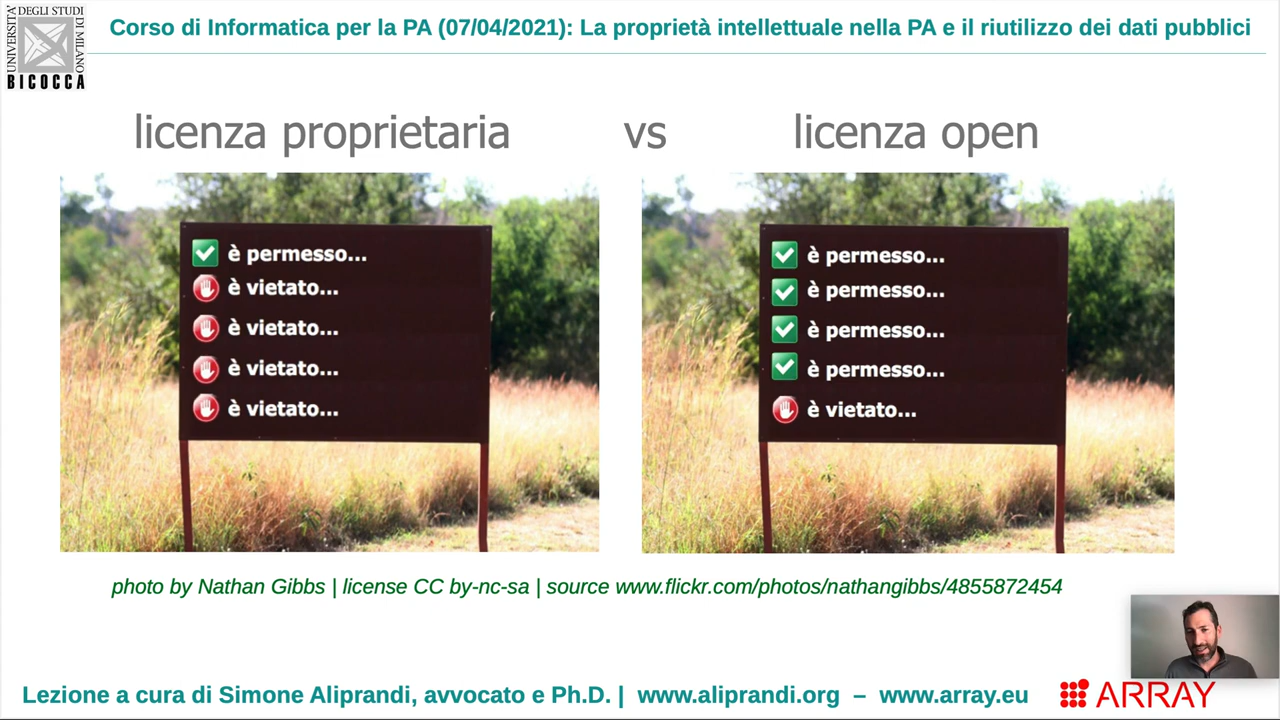 UNIVERSITÀ DEGLI STUDI DI MILANO
BICOCCA
Corso di Informatica per la PA (07/04/2021): La proprietà intellettuale nella PA e il riutilizzo dei dati pubblici
licenza proprietaria vs licenza open
è permesso...
è vietato...
è vietato...
è vietato...
è vietato...
è permesso...
è permesso...
è permesso...
è permesso...
è vietato...
photo by Nathan Gibbs | license CC by-nc-sa | source www.flickr.com/photos/nathangibbs/4855872454
Lezione a cura di Simone Aliprandi, avvocato e Ph.D. | www.aliprandi.org – www.array.eu
ARRAY